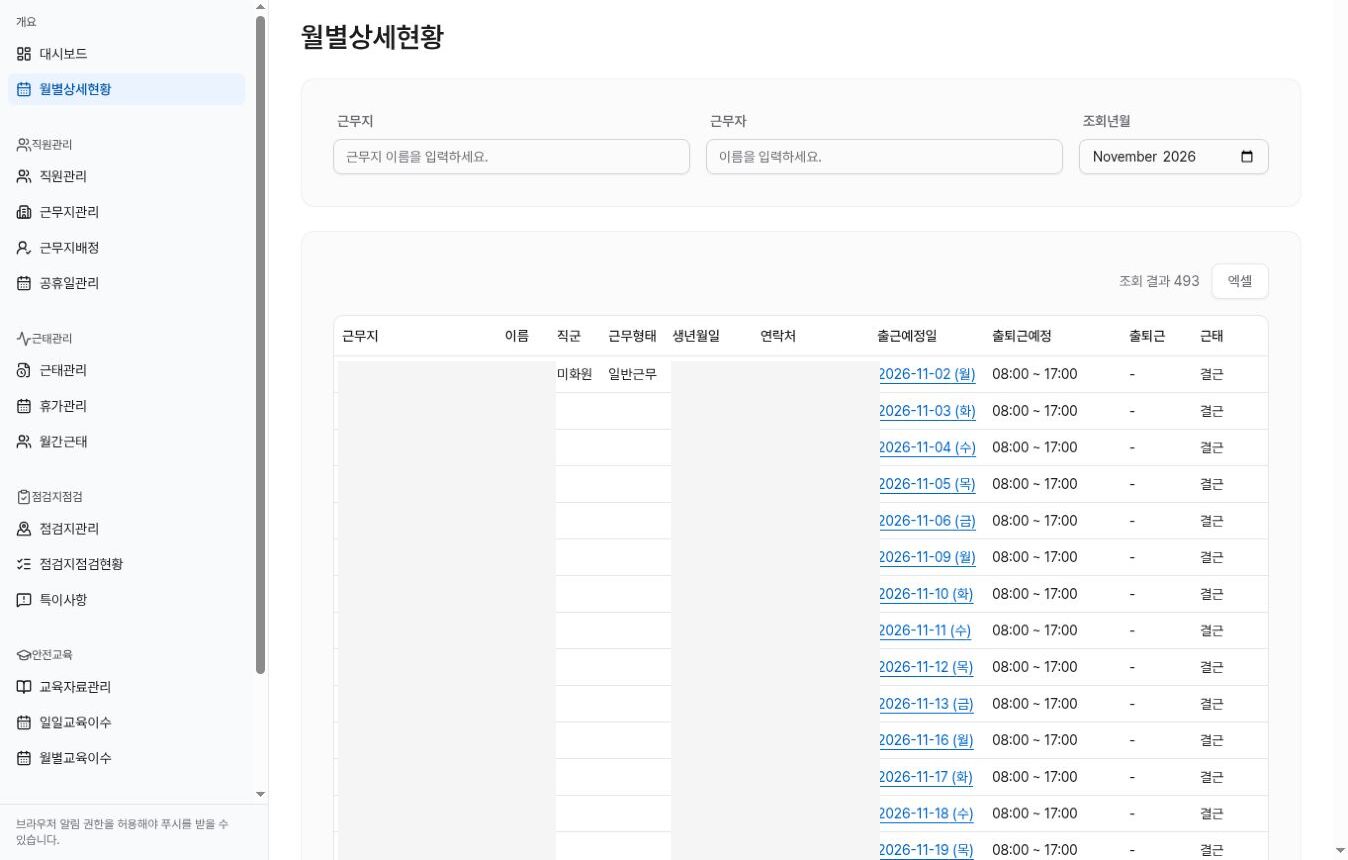 개요
대시보드
월별상세현황
직원관리
직원관리
근무지관리
근무지배정
공휴일관리
근태관리
근태관리
휴가관리
월간근태
점검지점검
점검지관리
점검지점검현황
특이사항
안전교육
교육자료관리
일일교육이수
월별교육이수
브라우저 알림 권한을 허용해야 푸시를 받을 수
있습니다.
월별상세현황
근무지 근무자 조회년월
근무지 이름을 입력하세요. 이름을 입력하세요. November 2026
조회 결과 493 엑셀
근무지 이름 직군 근무형태 생년월일 연락처 출근예정일 출퇴근예정 출퇴근 근태
미화원 일반근무 2026-11-02 (월) 08:00 ~ 17:00 - 결근
2026-11-03 (화) 08:00 ~ 17:00 - 결근
2026-11-04 (수) 08:00 ~ 17:00 - 결근
2026-11-05 (목) 08:00 ~ 17:00 - 결근
2026-11-06 (금) 08:00 ~ 17:00 - 결근
2026-11-09 (월) 08:00 ~ 17:00 - 결근
2026-11-10 (화) 08:00 ~ 17:00 - 결근
2026-11-11 (수) 08:00 ~ 17:00 - 결근
2026-11-12 (목) 08:00 ~ 17:00 - 결근
2026-11-13 (금) 08:00 ~ 17:00 - 결근
2026-11-16 (월) 08:00 ~ 17:00 - 결근
2026-11-17 (화) 08:00 ~ 17:00 - 결근
2026-11-18 (수) 08:00 ~ 17:00 - 결근
2026-11-19 (목) 08:00 ~ 17:00 - 결근